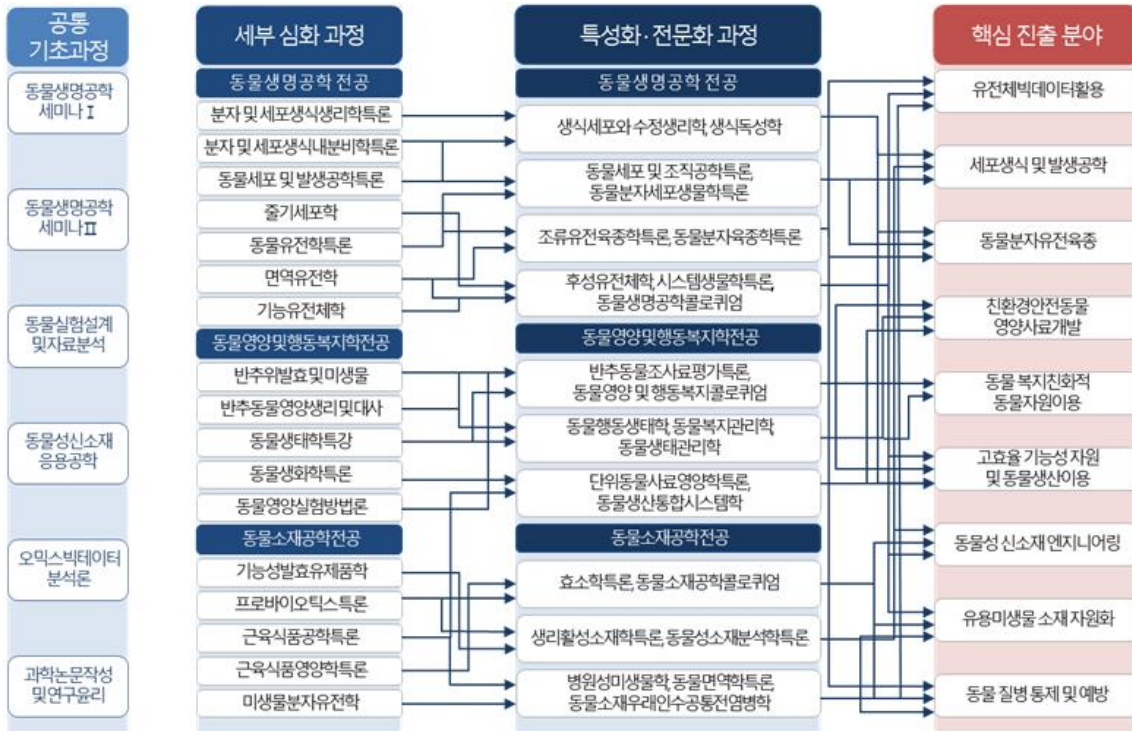 공통
기초과정
동물생명공학
세미나 I
동물생명공학
세미나 II
동물실험설계
및자료분석
동물성신소재
응용공학
오믹스빅테이터
분석론
과학논문작성
및연구윤리
세부 심화 과정
동물생명공학 전공
분자 및 세포생식생리학특론
분자 및 세포생식내분비학특론
동물세포 및 발생공학특론
줄기세포학
동물유전학특론
면역유전학
기능유전체학
동물영양및행동복지학전공
반추위발효및미생물
반추동물영양생리및대사
동물생태학특강
동물생화학특론
동물영양실험방법론
동물소재공학전공
기능성발효유제품학
프로바이오틱스특론
근육식품공학특론
근육식품영양학특론
미생물분자유전학
특성화·전문화 과정
동물생명공학 전공
생식세포와 수정생리학, 생식독성학
동물세포 및 조직공학특론,
동물분자세포생물학특론
조류유전육종학특론, 동물분자육종학특론
후성유전체학, 시스템생물학특론,
동물생명공학콜로퀴엄
동물영양및행동복지학전공
반추동물조사료평가특론,
동물영양 및 행동복지콜로퀴엄
동물행동생태학, 동물복지관리학,
동물생태관리학
단위동물사료영양학특론,
동물생산통합시스템학
동물소재공학전공
효소학특론, 동물소재공학콜로퀴엄
생리활성소재학특론, 동물성소재분석학특론
병원성미생물학, 동물면역학특론,
동물소재우래인수공통전염병학
핵심 진출 분야
유전체빅데이터활용
세포생식 및 발생공학
동물분자유전육종
친환경안전동물
영양사료개발
동물 복지친화적
동물자원이용
고효율 기능성 자원
및 동물생산이용
동물성 신소재 엔지니어링
유용미생물 소재 자원화
동물 질병 통제 및 예방